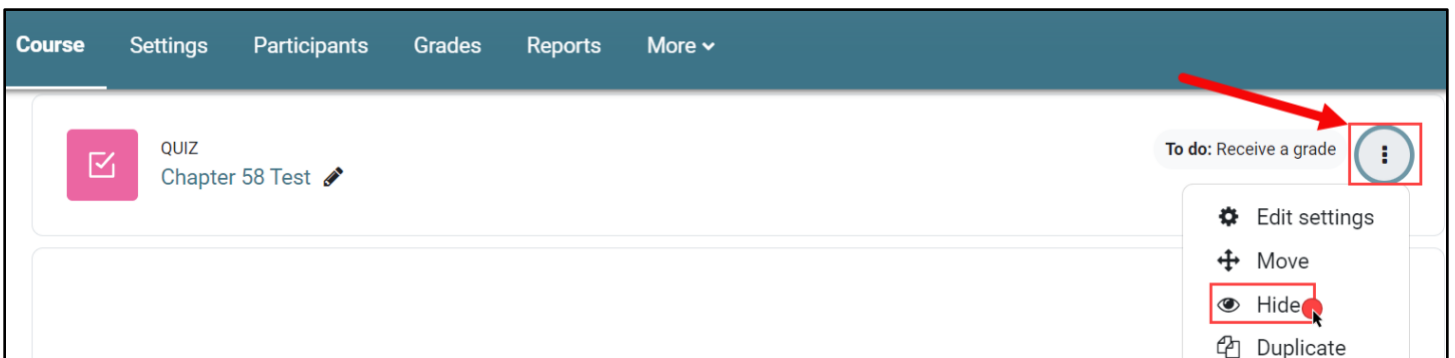 Course Settings Participants Grades Reports More
QUIZ
Chapter 58 Test
To do: Receive a grade
Edit settings
Move
Hide
Duplicate